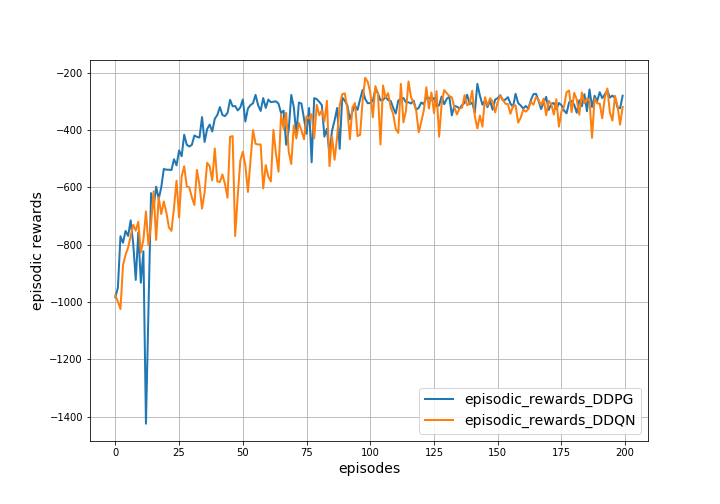 −200
−400
−600
−800
−1000
−1200
−1400
episodic rewards
0 25 50 75 100 125 150 175 200
episodes
episodic_rewards_DDPG
episodic_rewards_DDQN